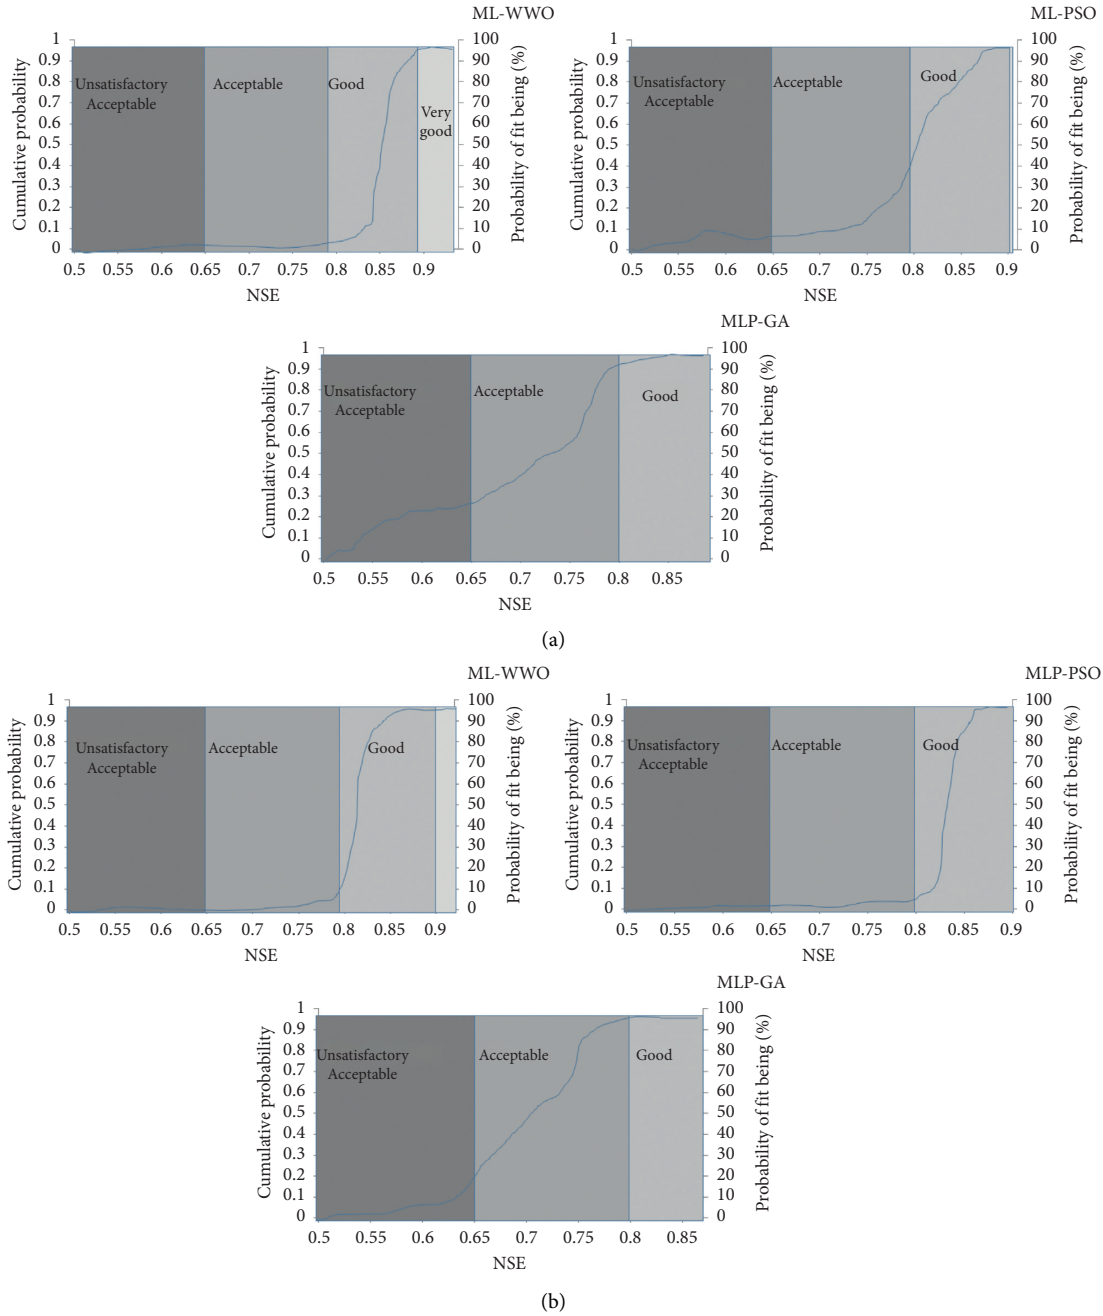 ML-WWO
Cumulative probability
1
0.9
0.8
0.7
0.6
0.5
0.4
0.3
0.2
0.1
0
Unsatisfactory
Acceptable
Acceptable
Good
Very
good
100
90
80
70
60
50
40
30
20
10
0
Probability of fit being (%)
0.5 0.55 0.6 0.65 0.7 0.75 0.8 0.85 0.9
NSE
ML-PSO
Cumulative probability
1
0.9
0.8
0.7
0.6
0.5
0.4
0.3
0.2
0.1
0
Unsatisfactory
Acceptable
Acceptable
Good
100
90
80
70
60
50
40
30
20
10
0
Probability of fit being (%)
0.5 0.55 0.6 0.65 0.7 0.75 0.8 0.85 0.9
NSE
MLP-GA
Cumulative probability
1
0.9
0.8
0.7
0.6
0.5
0.4
0.3
0.2
0.1
0
Unsatisfactory
Acceptable
Acceptable
Good
100
90
80
70
60
50
40
30
20
10
0
Probability of fit being (%)
0.5 0.55 0.6 0.65 0.7 0.75 0.8 0.85
NSE
(a)
ML-WWO
Cumulative probability
1
0.9
0.8
0.7
0.6
0.5
0.4
0.3
0.2
0.1
0
Unsatisfactory
Acceptable
Acceptable
Good
100
90
80
70
60
50
40
30
20
10
0
Probability of fit being (%)
0.5 0.55 0.6 0.65 0.7 0.75 0.8 0.85 0.9
NSE
MLP-PSO
Cumulative probability
1
0.9
0.8
0.7
0.6
0.5
0.4
0.3
0.2
0.1
0
Unsatisfactory
Acceptable
Acceptable
Good
100
90
80
70
60
50
40
30
20
10
0
Probability of fit being (%)
0.5 0.55 0.6 0.65 0.7 0.75 0.8 0.85 0.9
NSE
MLP-GA
Cumulative probability
1
0.9
0.8
0.7
0.6
0.5
0.4
0.3
0.2
0.1
0
Unsatisfactory
Acceptable
Acceptable
Good
100
90
80
70
60
50
40
30
20
10
0
Probability of fit being (%)
0.5 0.55 0.6 0.65 0.7 0.75 0.8 0.85
NSE
(b)